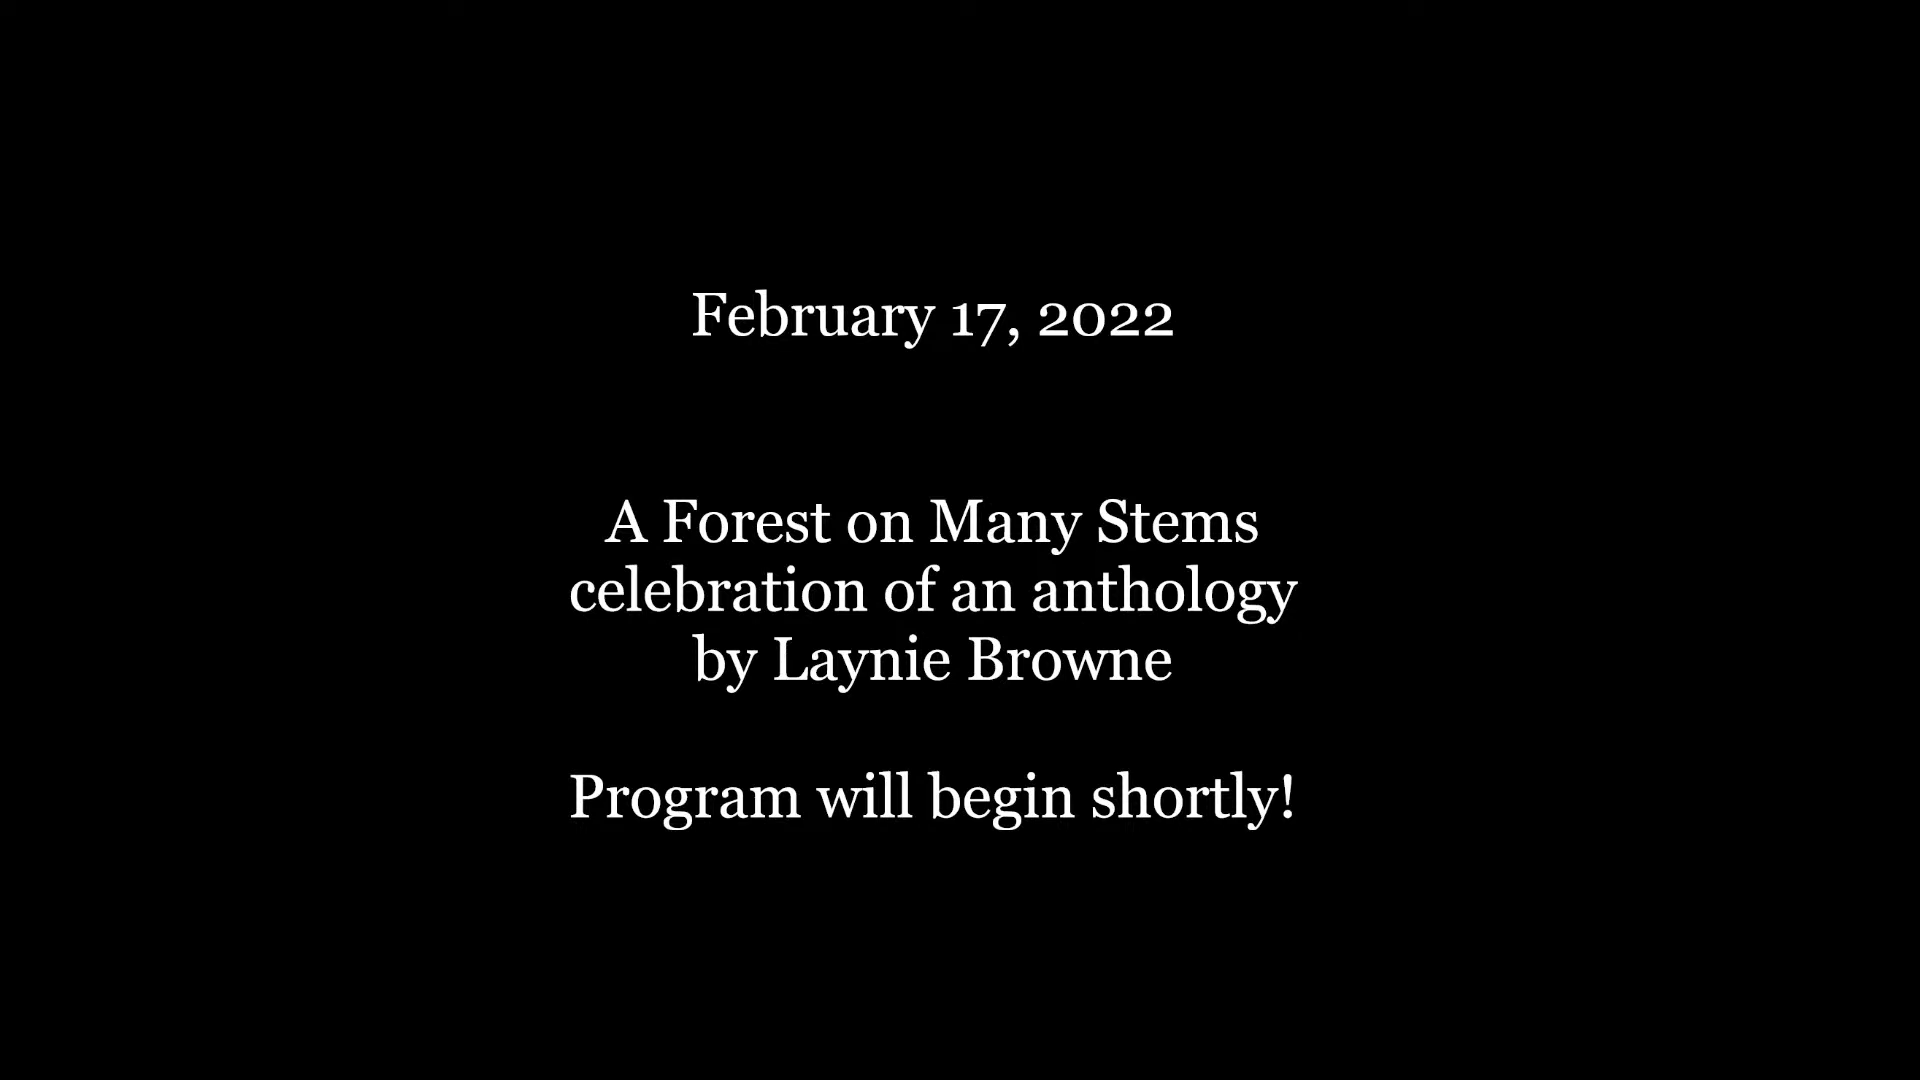 February 17, 2022
A Forest on Many Stems
celebration of an anthology
by Laynie Browne
Program will begin shortly!